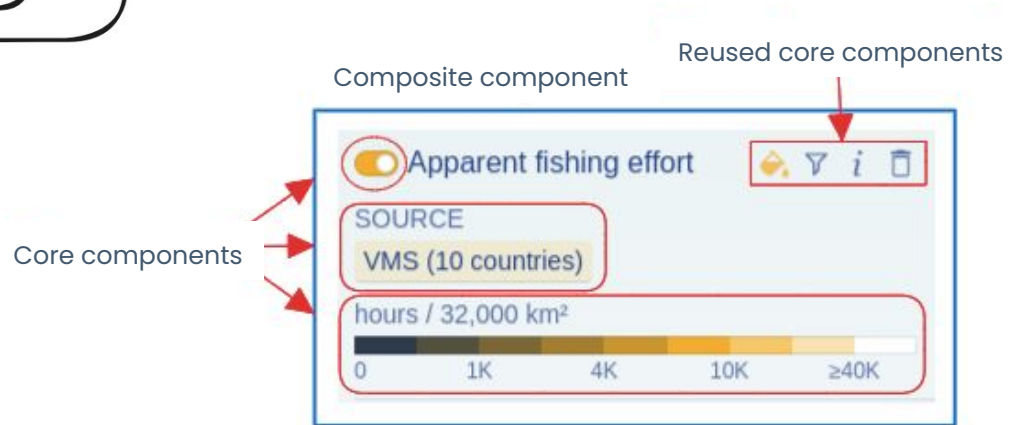 Reused core components
Composite component
Apparent fishing effort
i
SOURCE
VMS (10 countries)
Core components
hours / 32,000 km²
0 1K 4K 10K ≥40K